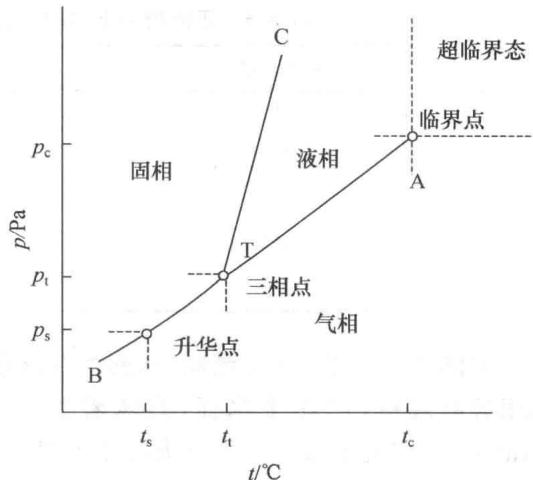 C
超临界态
临界点
p_c
固相
液相
A
p/Pa
T
p_t
三相点
p_s
升华点
气相
B
t_s
t_t
t_c
t/℃